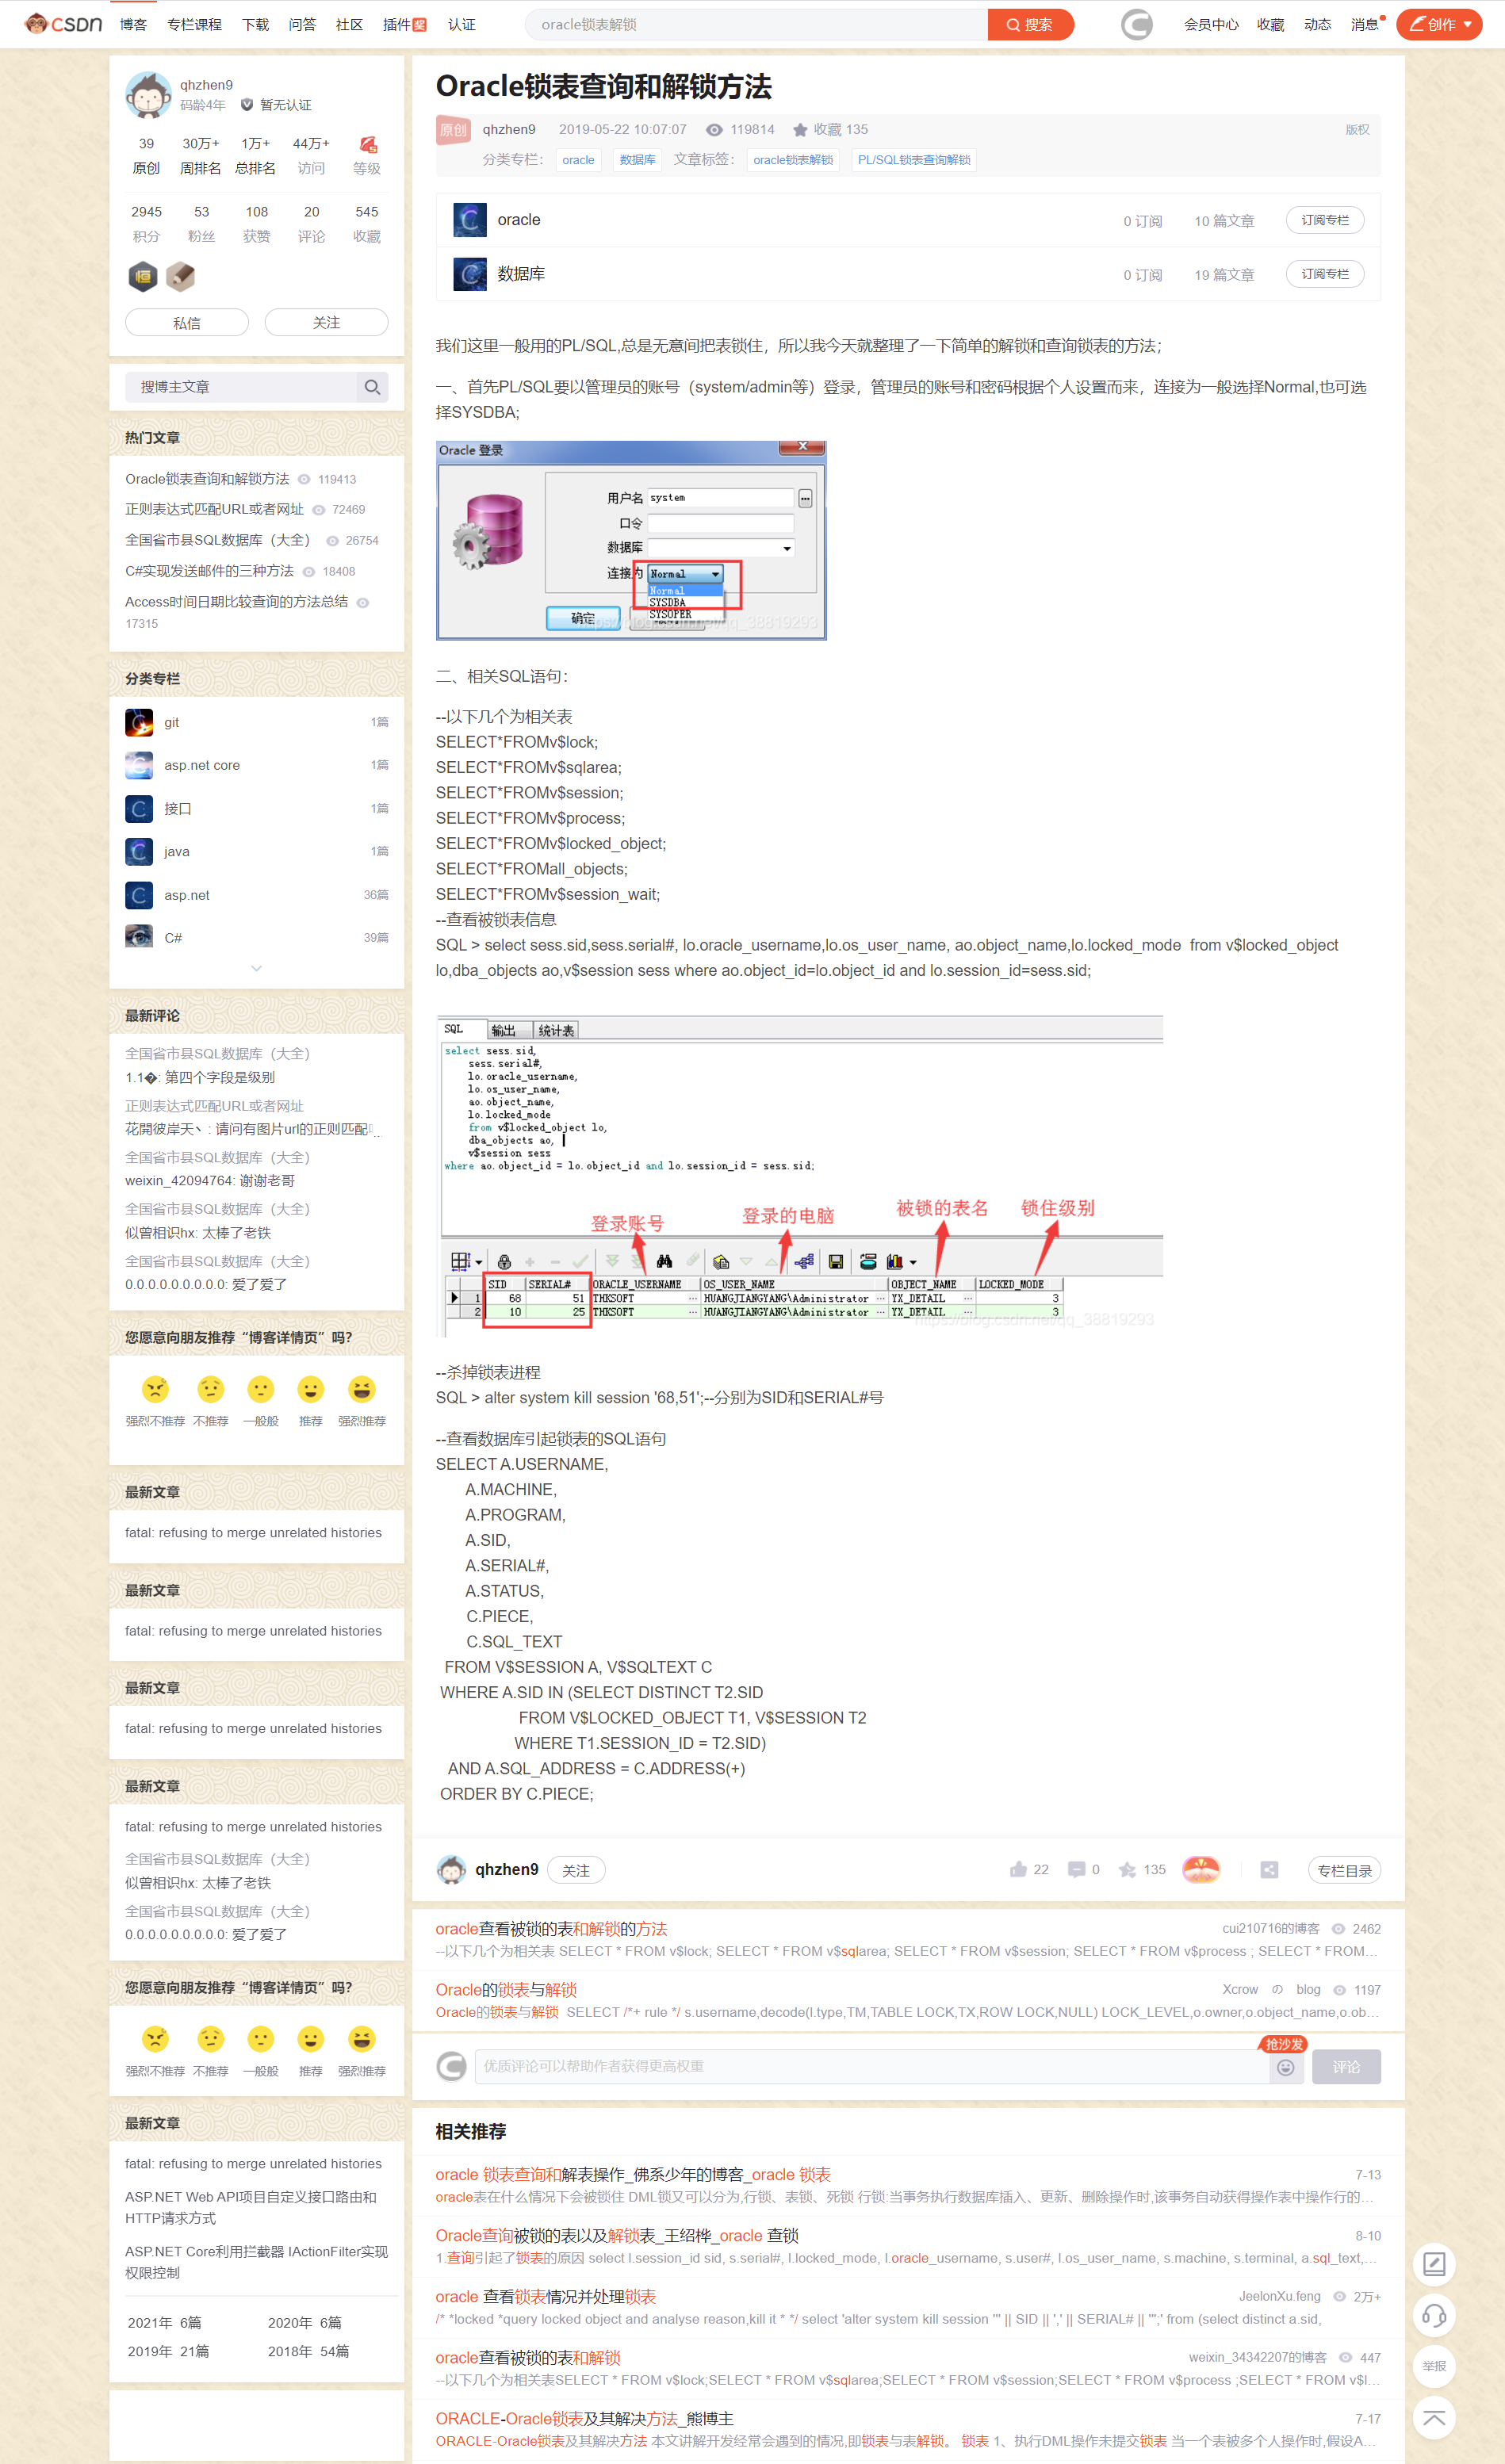 CSDN 博客 专栏课程 下载 问答 社区 插件 奖 认证 oracle锁表解锁 搜索 会员中心 收藏 动态 消息 创作
qhzhen9
码龄4年 暂无认证
39 30万+ 1万+ 44万+
原创 周排名 总排名 访问 等级
2945 53 108 20 545
积分 粉丝 获赞 评论 收藏
恒
私信 关注
搜博主文章
热门文章
Oracle锁表查询和解锁方法 119413
正则表达式匹配URL或者网址 72469
全国省市县SQL数据库（大全） 26754
C#实现发送邮件的三种方法 18408
Access时间日期比较查询的方法总结
17315
分类专栏
git 1篇
asp.net core 1篇
接口 1篇
java 1篇
asp.net 36篇
C# 39篇
最新评论
全国省市县SQL数据库（大全）
1.1�: 第四个字段是级别
正则表达式匹配URL或者网址
花開彼岸天丶: 请问有图片url的正则匹配...
全国省市县SQL数据库（大全）
weixin_42094764: 谢谢老哥
全国省市县SQL数据库（大全）
似曾相识hx: 太棒了老铁
全国省市县SQL数据库（大全）
0.0.0.0.0.0.0.0.0: 爱了爱了
您愿意向朋友推荐“博客详情页”吗？
强烈不推荐 不推荐 一般般 推荐 强烈推荐
最新文章
fatal: refusing to merge unrelated histories
最新文章
fatal: refusing to merge unrelated histories
最新文章
fatal: refusing to merge unrelated histories
最新文章
fatal: refusing to merge unrelated histories
全国省市县SQL数据库（大全）
似曾相识hx: 太棒了老铁
全国省市县SQL数据库（大全）
0.0.0.0.0.0.0.0.0: 爱了爱了
您愿意向朋友推荐“博客详情页”吗？
强烈不推荐 不推荐 一般般 推荐 强烈推荐
最新文章
fatal: refusing to merge unrelated histories
ASP.NET Web API项目自定义接口路由和
HTTP请求方式
ASP.NET Core利用拦截器 IActionFilter实现
权限控制
2021年 6篇 2020年 6篇
2019年 21篇 2018年 54篇
Oracle锁表查询和解锁方法
原创 qhzhen9 2019-05-22 10:07:07 119814 收藏 135 版权
分类专栏： oracle 数据库 文章标签： oracle锁表解锁 PL/SQL锁表查询解锁
oracle 0 订阅 10 篇文章 订阅专栏
数据库 0 订阅 19 篇文章 订阅专栏
我们这里一般用的PL/SQL,总是无意间把表锁住，所以我今天就整理了一下简单的解锁和查询锁表的方法；
一、首先PL/SQL要以管理员的账号（system/admin等）登录，管理员的账号和密码根据个人设置而来，连接为一般选择Normal,也可选
择SYSDBA;
Oracle 登录
用户名 system
口令
数据库
连接为 Normal
Normal
SYSDBA
SYSOPER
确定
https://blog.csdn.net/qq_38819293
二、相关SQL语句：
--以下几个为相关表
SELECT*FROMv$lock;
SELECT*FROMv$sqlarea;
SELECT*FROMv$session;
SELECT*FROMv$process;
SELECT*FROMv$locked_object;
SELECT*FROMall_objects;
SELECT*FROMv$session_wait;
--查看被锁表信息
SQL > select sess.sid,sess.serial#, lo.oracle_username,lo.os_user_name, ao.object_name,lo.locked_mode from v$locked_object
lo,dba_objects ao,v$session sess where ao.object_id=lo.object_id and lo.session_id=sess.sid;
SQL 输出 统计表
select sess.sid,
sess.serial#,
lo.oracle_username,
lo.os_user_name,
ao.object_name,
lo.locked_mode
from v$locked_object lo,
dba_objects ao,
v$session sess
where ao.object_id = lo.object_id and lo.session_id = sess.sid;
登录账号 登录的电脑 被锁的表名 锁住级别
SID SERIAL# ORACLE_USERNAME OS_USER_NAME OBJECT_NAME LOCKED_MODE
1 68 51 THKSOFT ... HUANGJIANGYANG\Administrator ... YX_DETAIL ... 3
2 10 25 THKSOFT ... HUANGJIANGYANG\Administrator ... YX_DETAIL ... 3
https://blog.csdn.net/qq_38819293
--杀掉锁表进程
SQL > alter system kill session '68,51';--分别为SID和SERIAL#号
--查看数据库引起锁表的SQL语句
SELECT A.USERNAME,
A.MACHINE,
A.PROGRAM,
A.SID,
A.SERIAL#,
A.STATUS,
C.PIECE,
C.SQL_TEXT
FROM V$SESSION A, V$SQLTEXT C
WHERE A.SID IN (SELECT DISTINCT T2.SID
FROM V$LOCKED_OBJECT T1, V$SESSION T2
WHERE T1.SESSION_ID = T2.SID)
AND A.SQL_ADDRESS = C.ADDRESS(+)
ORDER BY C.PIECE;
qhzhen9 关注 22 0 135 专栏目录
oracle查看被锁的表和解锁的方法 cui210716的博客 2462
--以下几个为相关表 SELECT * FROM v$lock; SELECT * FROM v$sqlarea; SELECT * FROM v$session; SELECT * FROM v$process ; SELECT * FROM...
Oracle的锁表与解锁 Xcrow の blog 1197
Oracle的锁表与解锁 SELECT /*+ rule */ s.username,decode(l.type,TM,TABLE LOCK,TX,ROW LOCK,NULL) LOCK_LEVEL,o.owner,o.object_name,o.ob...
抢沙发
优质评论可以帮助作者获得更高权重 评论
相关推荐
oracle 锁表查询和解表操作_佛系少年的博客_oracle 锁表 7-13
oracle表在什么情况下会被锁住 DML锁又可以分为,行锁、表锁、死锁 行锁:当事务执行数据库插入、更新、删除操作时,该事务自动获得操作表中操作行的...
Oracle查询被锁的表以及解锁表_王绍桦_oracle 查锁 8-10
1.查询引起了锁表的原因 select l.session_id sid, s.serial#, l.locked_mode, l.oracle_username, s.user#, l.os_user_name, s.machine, s.terminal, a.sql_text,...
oracle 查看锁表情况并处理锁表 JeelonXu.feng 2万+
/* *locked *query locked object and analyse reason,kill it * */ select 'alter system kill session ''' || SID || ',' || SERIAL# || ''';' from (select distinct a.sid,
oracle查看被锁的表和解锁 weixin_34342207的博客 447
--以下几个为相关表SELECT * FROM v$lock;SELECT * FROM v$sqlarea;SELECT * FROM v$session;SELECT * FROM v$process ;SELECT * FROM v$l...
ORACLE-Oracle锁表及其解决方法_熊博主 7-17
ORACLE-Oracle锁表及其解决方法 本文讲解开发经常会遇到的情况,即锁表与表解锁。 锁表 1、执行DML操作未提交锁表 当一个表被多个人操作时,假设A...
举报